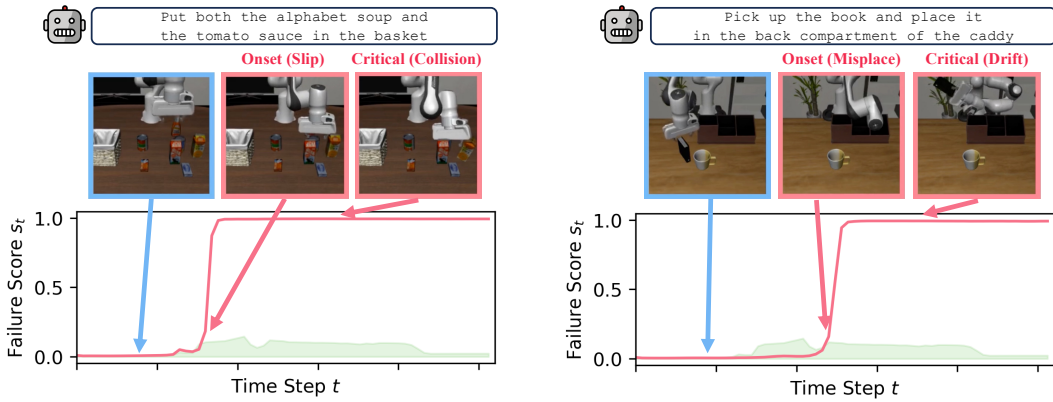 Put both the alphabet soup and
the tomato sauce in the basket
Onset (Slip) Critical (Collision)
1.0
0.5
0.0
Failure Score st
Time Step t
Pick up the book and place it
in the back compartment of the caddy
Onset (Misplace) Critical (Drift)
1.0
0.5
0.0
Failure Score st
Time Step t